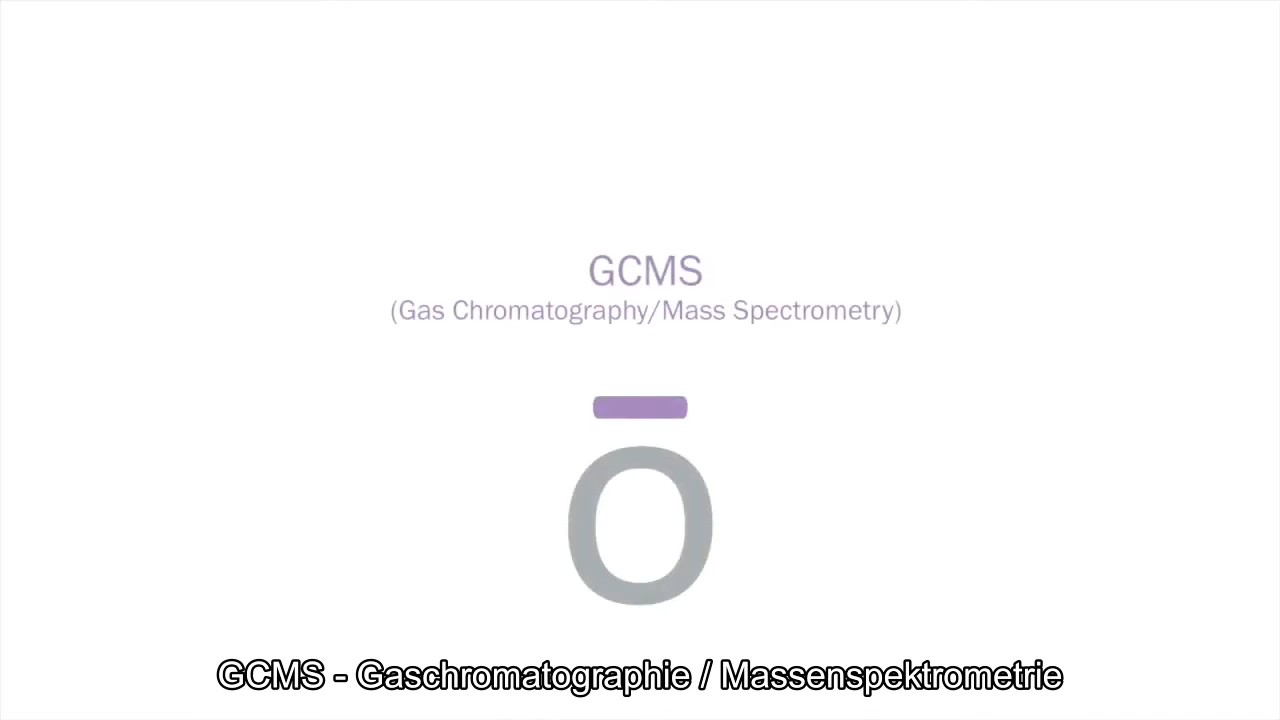 GCMS
(Gas Chromatography/Mass Spectrometry)
ō
GCMS - Gaschromatographie / Massenspektrometrie